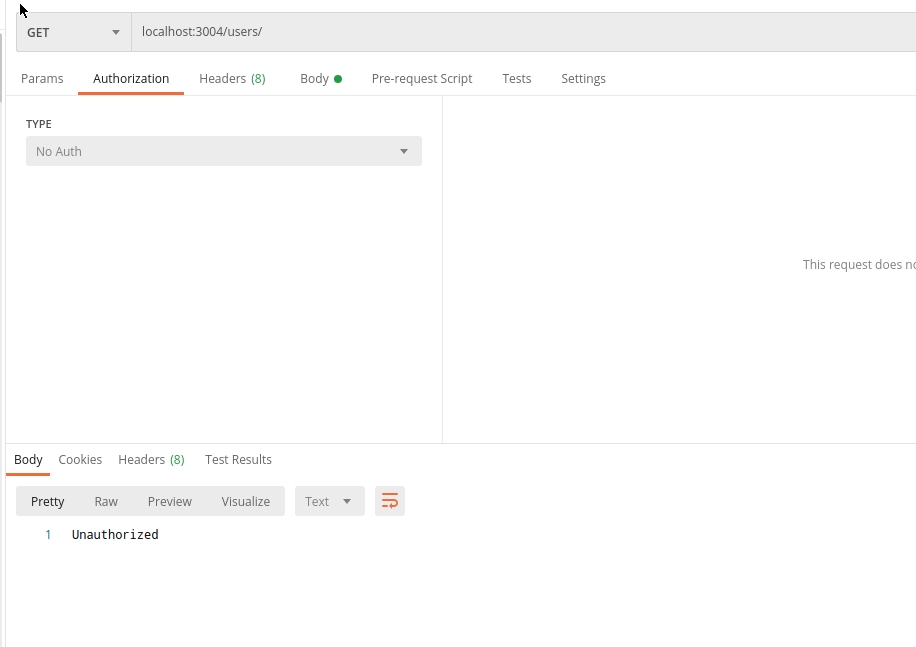 GET localhost:3004/users/
Params Authorization Headers (8) Body Pre-request Script Tests Settings
TYPE
No Auth
This request does
Body Cookies Headers (8) Test Results
Pretty Raw Preview Visualize Text
1 Unauthorized